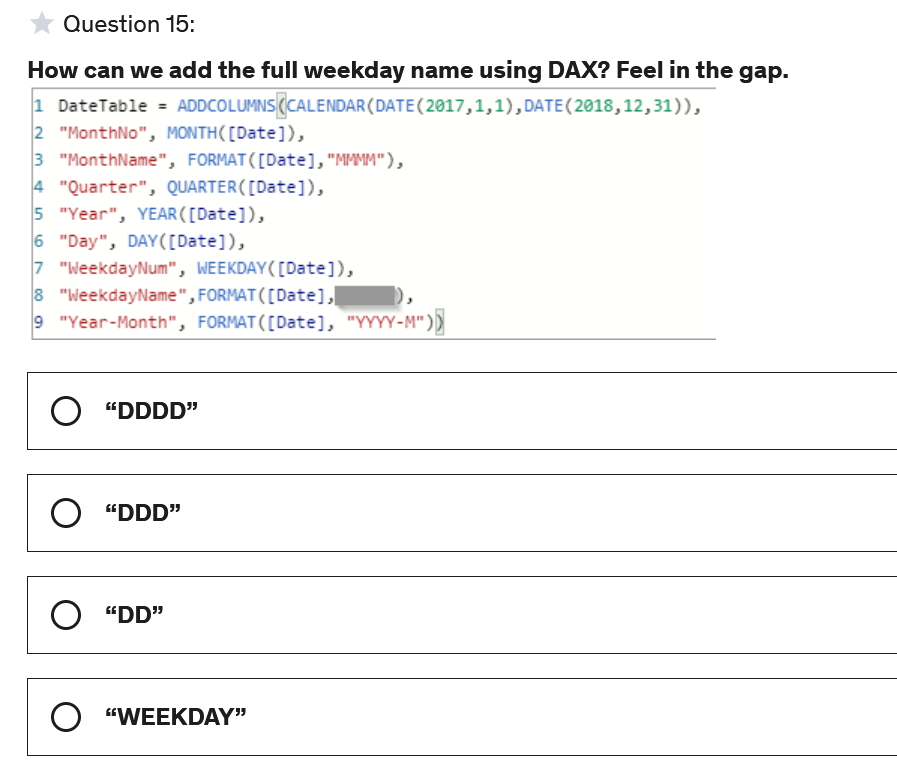 Question 15:
How can we add the full weekday name using DAX? Feel in the gap.
1 DateTable = ADDCOLUMNS(CALENDAR(DATE(2017,1,1),DATE(2018,12,31)),
2 "MonthNo", MONTH([Date]),
3 "MonthName", FORMAT([Date],"MMMM"),
4 "Quarter", QUARTER([Date]),
5 "Year", YEAR([Date]),
6 "Day", DAY([Date]),
7 "WeekdayNum", WEEKDAY([Date]),
8 "WeekdayName",FORMAT([Date], ),
9 "Year-Month", FORMAT([Date], "YYYY-M"))
“DDDD”
“DDD”
“DD”
“WEEKDAY”